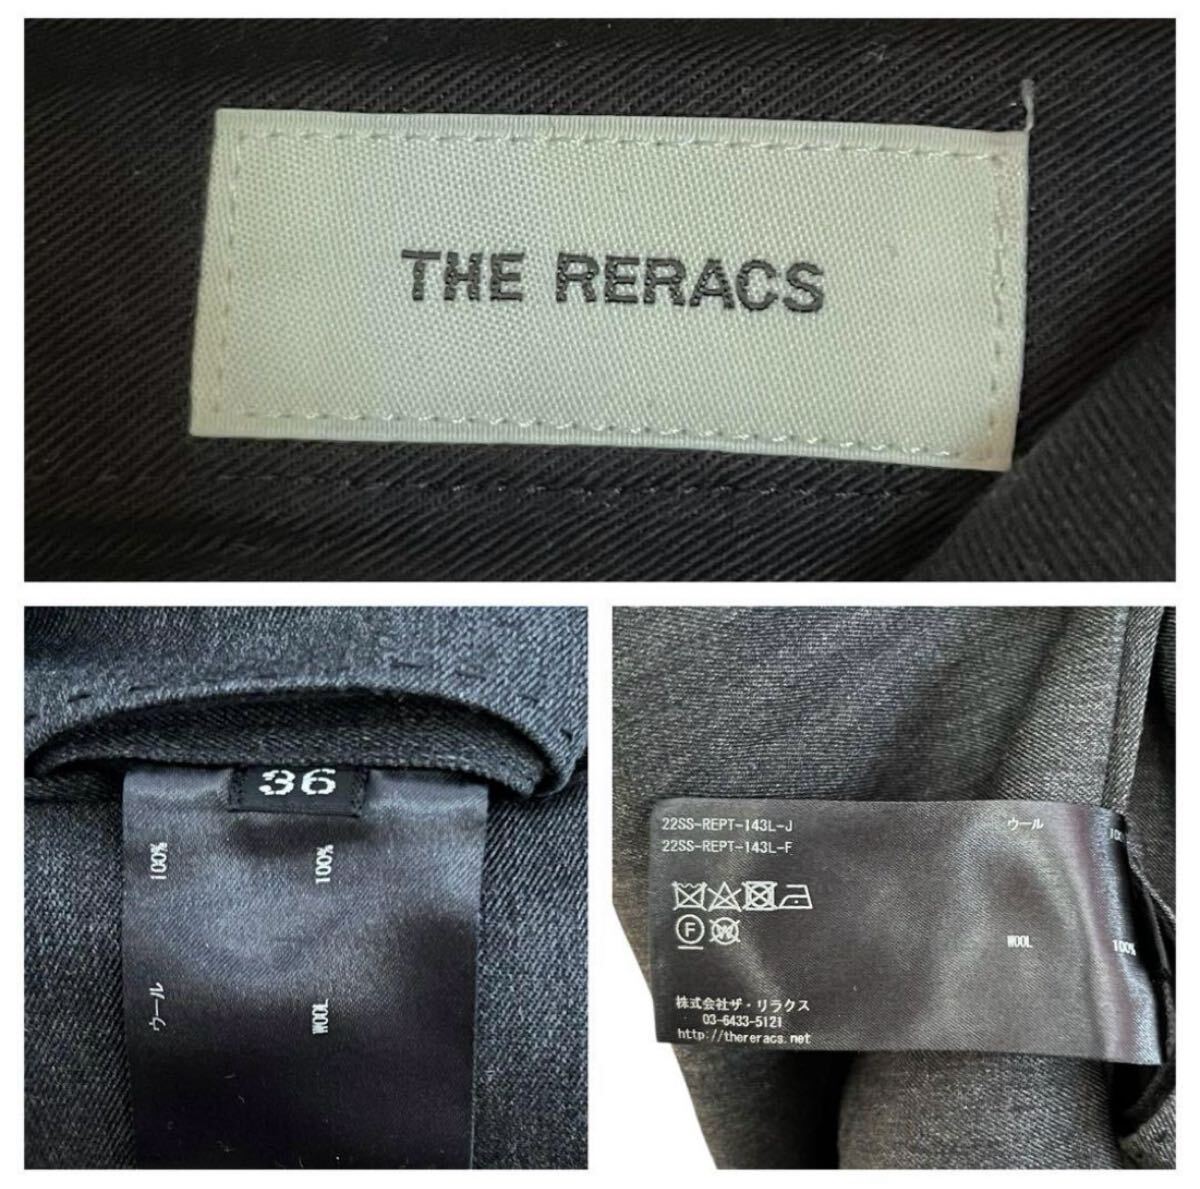 THE RERACS
36
100%
100%
ウール
WOOL
22SS-REPT-143L-J
22SS-REPT-143L-F
ウール
WOOL
100%
F
W
株式会社ザ・リラクス
03-6433-5121
http://thereracs.net